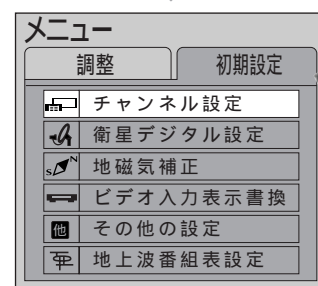 メニュー
調整 初期設定
チャンネル設定
衛星デジタル設定
S N 地磁気補正
ビデオ入力表示書換
他 その他の設定
地上波番組表設定